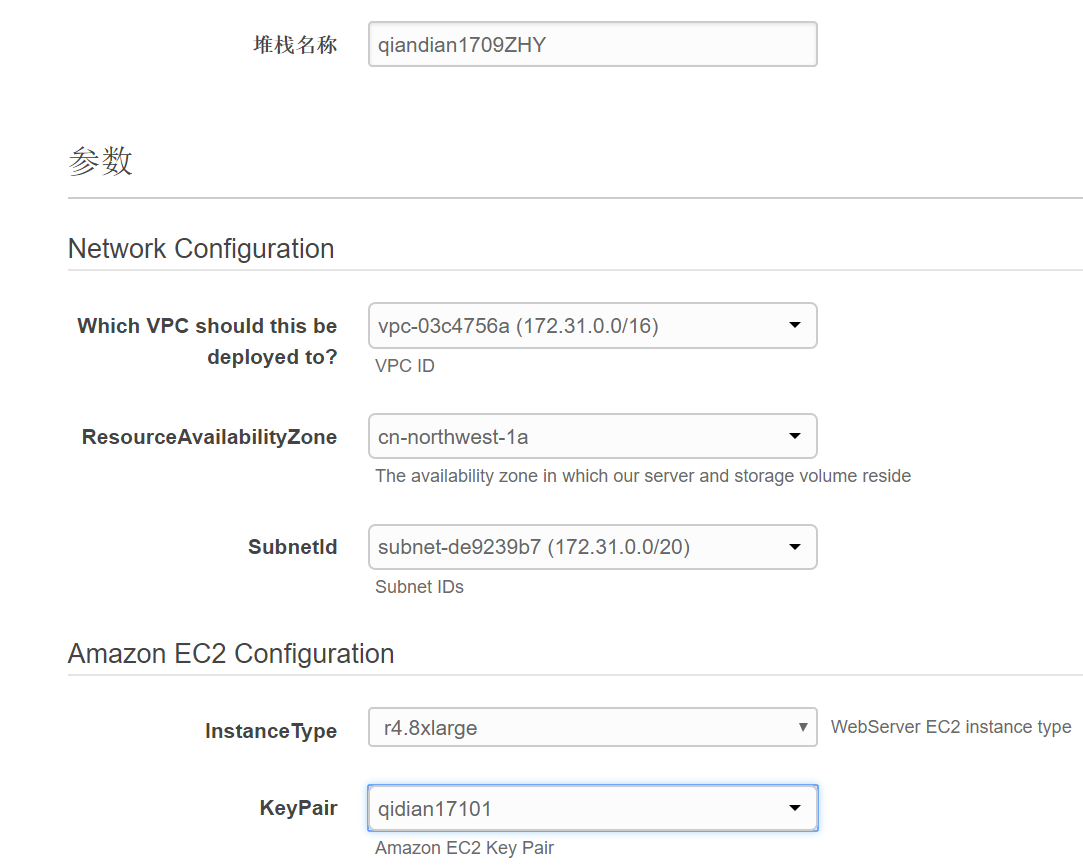 堆栈名称 qiandian1709ZHY
参数
Network Configuration
Which VPC should this be
deployed to?
vpc-03c4756a (172.31.0.0/16)
VPC ID
ResourceAvailabilityZone cn-northwest-1a
The availability zone in which our server and storage volume reside
SubnetId subnet-de9239b7 (172.31.0.0/20)
Subnet IDs
Amazon EC2 Configuration
InstanceType r4.8xlarge WebServer EC2 instance type
KeyPair qidian17101
Amazon EC2 Key Pair